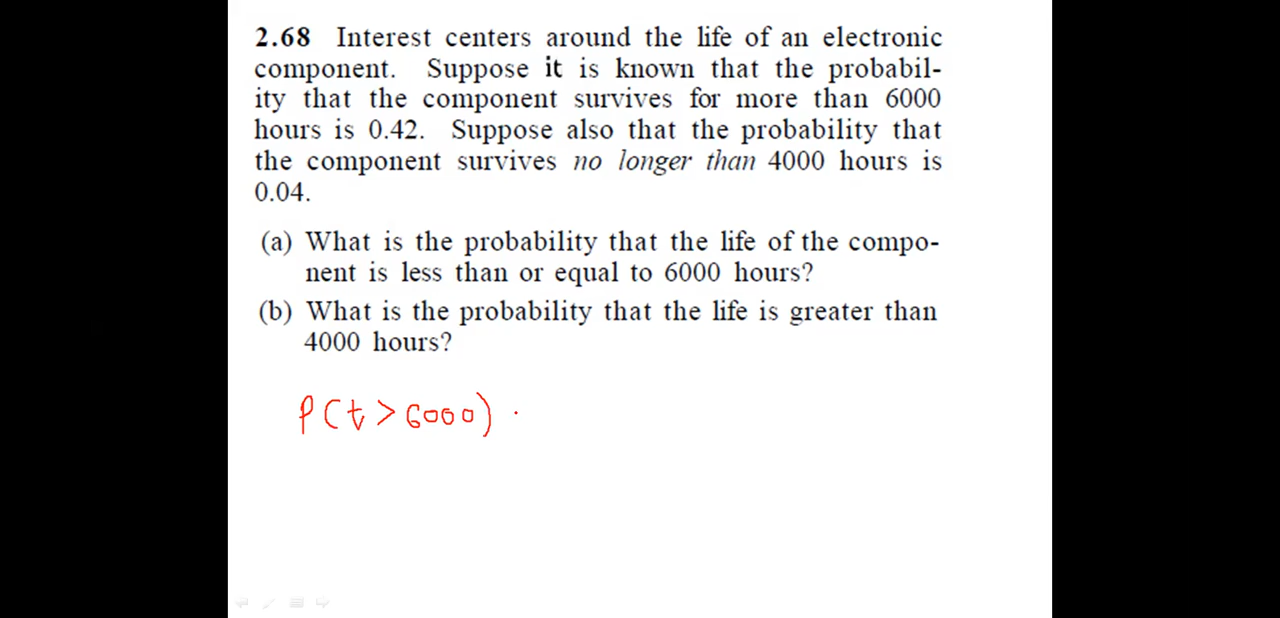 2.68 Interest centers around the life of an electronic
component. Suppose it is known that the probabil-
ity that the component survives for more than 6000
hours is 0.42. Suppose also that the probability that
the component survives no longer than 4000 hours is
0.04.
(a) What is the probability that the life of the compo-
nent is less than or equal to 6000 hours?
(b) What is the probability that the life is greater than
4000 hours?
P(t>6000)